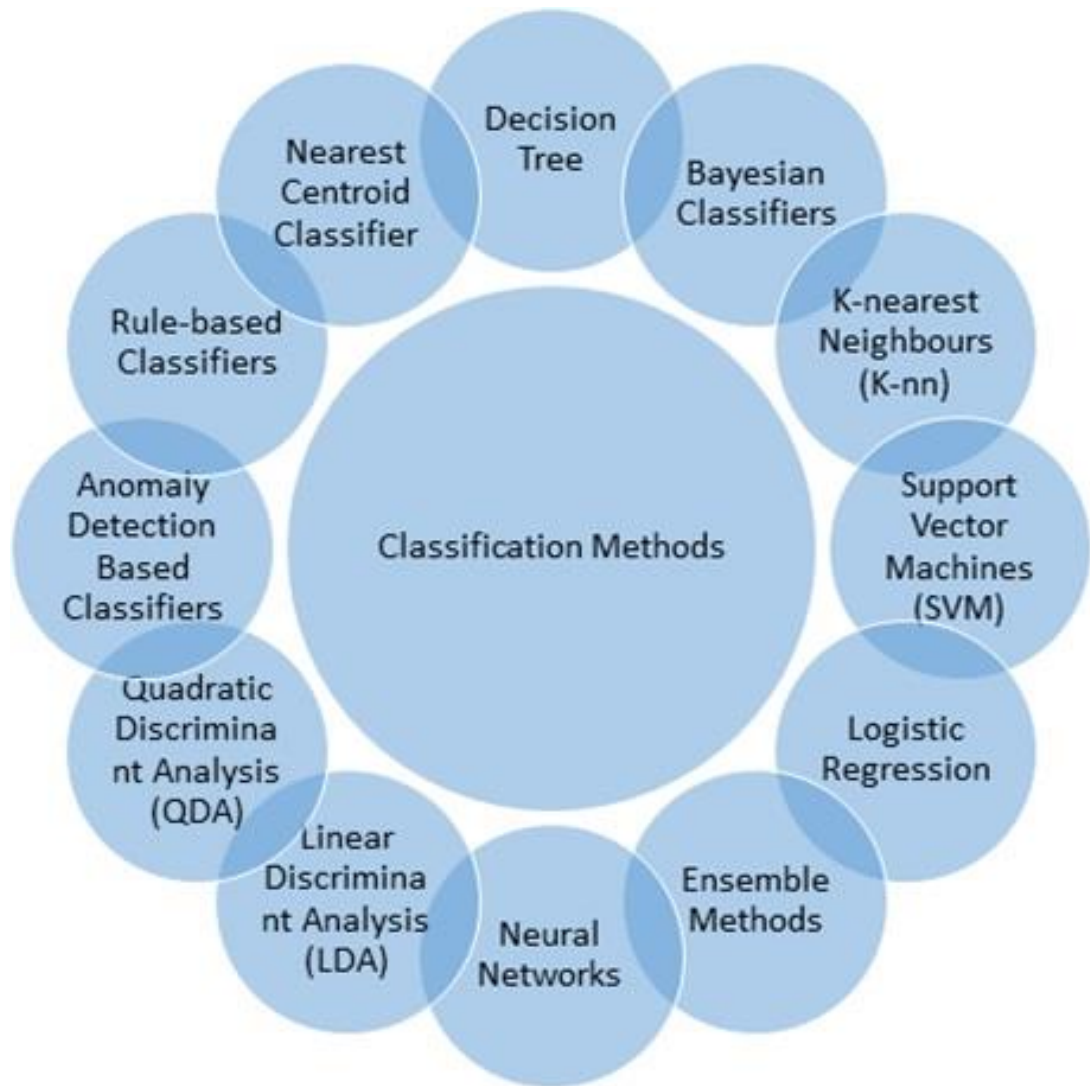 Decision
Tree
Bayesian
Classifiers
K-nearest
Neighbours
(K-nn)
Support
Vector
Machines
(SVM)
Logistic
Regression
Ensemble
Methods
Neural
Networks
Linear
Discrimina
nt Analysis
(LDA)
Quadratic
Discrimina
nt Analysis
(QDA)
Anomaiy
Detection
Based
Classifiers
Rule-based
Classifiers
Nearest
Centroid
Classifier
Classification Methods